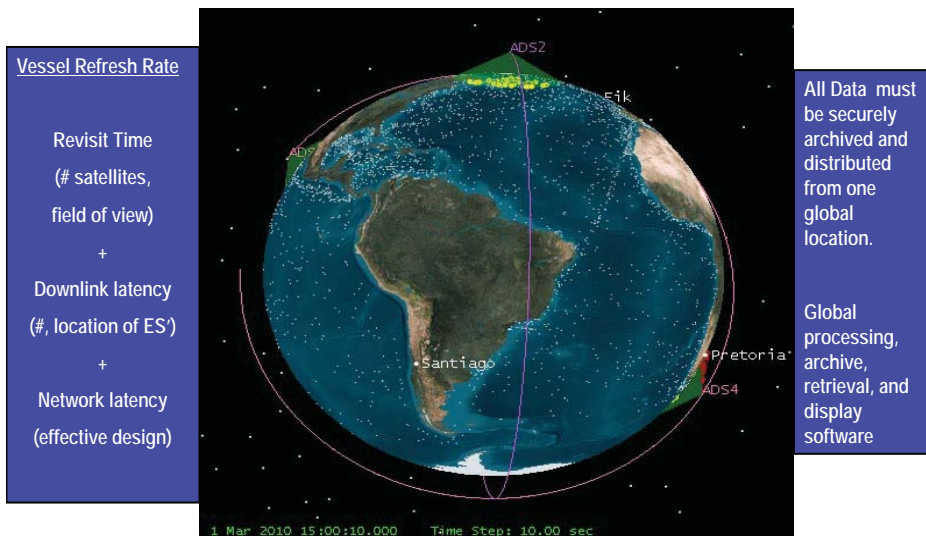 Vessel Refresh Rate
Revisit Time
(# satellites,
field of view)
+
Downlink latency
(#, location of ES’)
+
Network latency
(effective design)
ADS2
Fik
ADS
Santiago
Pretoria
ADS4
1 Mar 2010 15:00:10.000 Time Step: 10.00 sec
All Data must
be securely
archived and
distributed
from one
global
location.
Global
processing,
archive,
retrieval, and
display
software